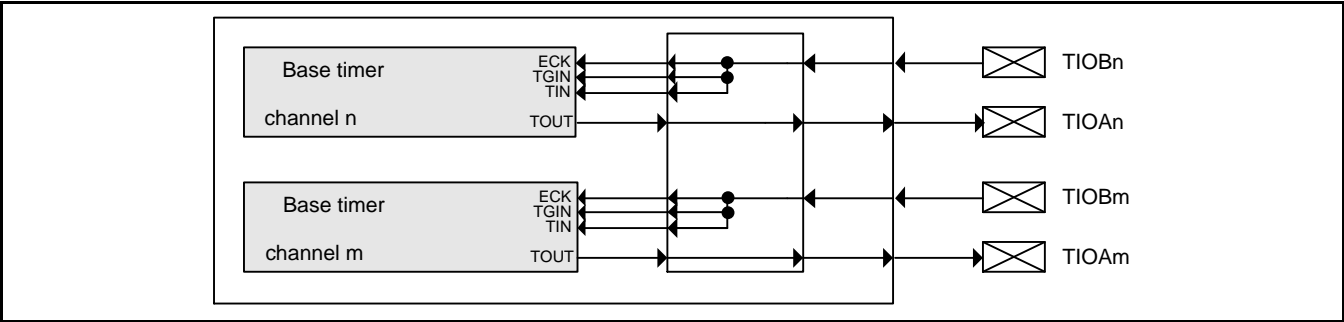 ECK
TIOBn
Base timer
TGIN
TIN
channel n
TOUT
TIOAn
ECK
TIOBm
Base timer
TGIN
TIN
channel m
TOUT
TIOAm